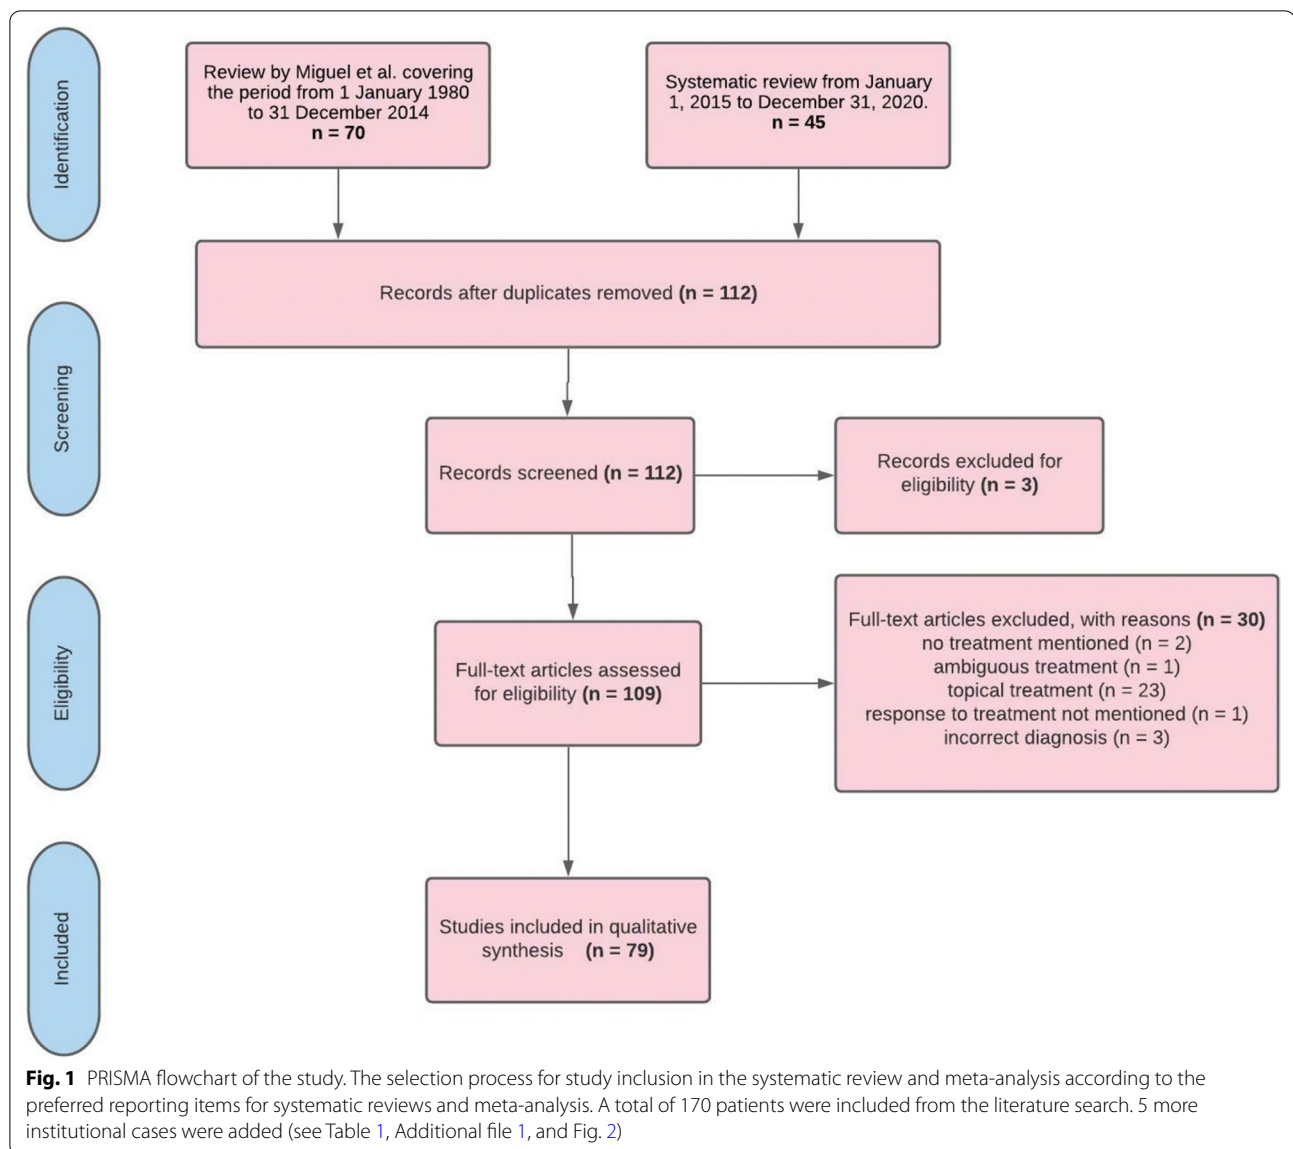 Identification
Review by Miguel et al. covering
the period from 1 January 1980
to 31 December 2014
n = 70
Systematic review from January
1, 2015 to December 31, 2020.
n = 45
Records after duplicates removed (n = 112)
Screening
Records screened (n = 112)
Records excluded for
eligibility (n = 3)
Eligibility
Full-text articles assessed
for eligibility (n = 109)
Full-text articles excluded, with reasons (n = 30)
no treatment mentioned (n = 2)
ambiguous treatment (n = 1)
topical treatment (n = 23)
response to treatment not mentioned (n = 1)
incorrect diagnosis (n = 3)
Included
Studies included in qualitative
synthesis (n = 79)
Fig. 1 PRISMA flowchart of the study. The selection process for study inclusion in the systematic review and meta-analysis according to the
preferred reporting items for systematic reviews and meta-analysis. A total of 170 patients were included from the literature search. 5 more
institutional cases were added (see Table 1, Additional file 1, and Fig. 2)